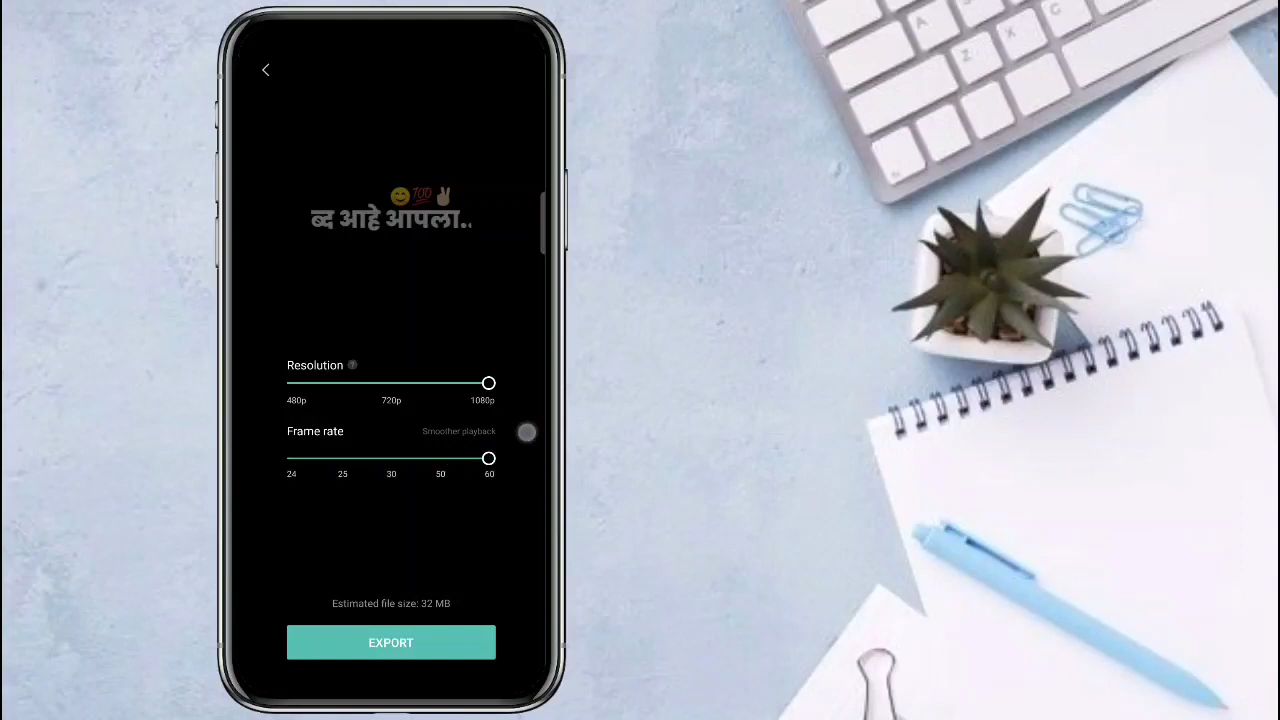 😊💯✌🏼
ब्द आहे आपला..
Resolution ?
480p 720p 1080p
Frame rate Smoother playback
24 25 30 50 60
Estimated file size: 32 MB
EXPORT
A
Z X C